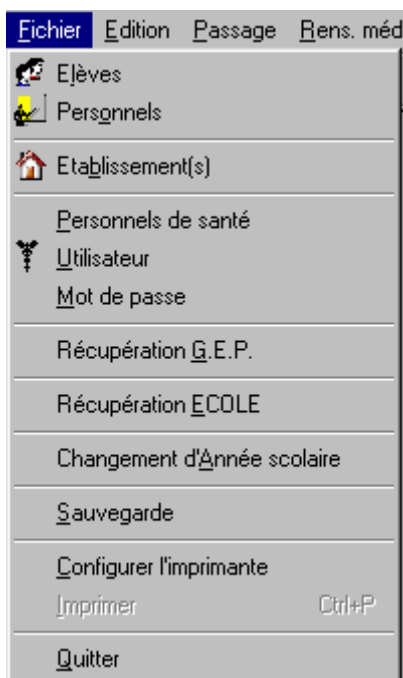 Fichier Edition Passage Rens. méd
Elèves
Personnels
Etablissement(s)
Personnels de santé
Utilisateur
Mot de passe
Récupération G.E.P.
Récupération ECOLE
Changement d'Année scolaire
Sauvegarde
Configurer l'imprimante
Imprimer Ctrl+P
Quitter